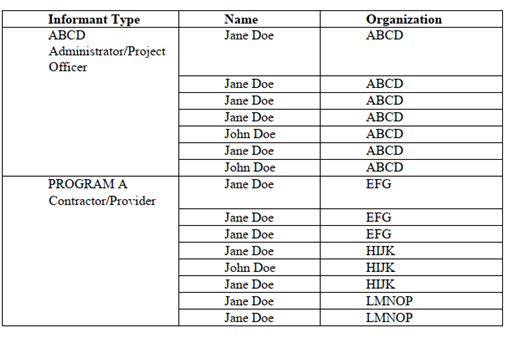 Informant Type Name Organization
ABCD Jane Doe ABCD
Administrator/Project
Officer
Jane Doe ABCD
Jane Doe ABCD
Jane Doe ABCD
John Doe ABCD
Jane Doe ABCD
John Doe ABCD
PROGRAM A Jane Doe EFG
Contractor/Provider
Jane Doe EFG
Jane Doe EFG
Jane Doe HIJK
John Doe HIJK
Jane Doe HIJK
Jane Doe LMNOP
Jane Doe LMNOP